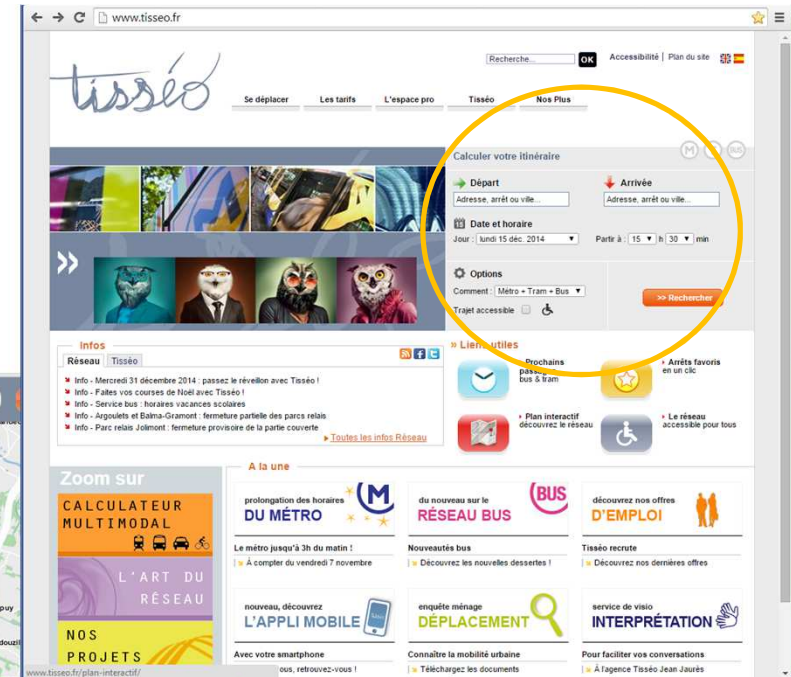 www.tisseo.fr
tisséo
Recherche...
OK
Accessibilité | Plan du site
Se déplacer
Les tarifs
L'espace pro
Tisséo
Nos Plus
Calculer votre itinéraire
M
BUS
Départ
Arrivée
Adresse, arrêt ou ville...
Adresse, arrêt ou ville...
Date et horaire
Jour : lundi 15 déc. 2014
Partir à : 15 h 30 min
Options
Comment : Métro + Tram + Bus
Trajet accessible
>> Rechercher
Infos
Réseau
Tisséo
Info - Mercredi 31 décembre 2014 : passez le réveillon avec Tisséo !
Info - Faites vos courses de Noël avec Tisséo !
Info - Service bus : horaires vacances scolaires
Info - Argoulets et Balma-Gramont : fermeture partielle des parcs relais
Info - Parc relais Jolimont : fermeture provisoire de la partie couverte
Toutes les infos Réseau
» Liens utiles
Prochains
passages
bus & tram
Arrêts favoris
en un clic
Plan interactif
découvrez le réseau
Le réseau
accessible pour tous
Zoom sur
CALCULATEUR
MULTIMODAL
L'ART DU
RÉSEAU
NOS
PROJETS
A la une
prolongation des horaires
DU MÉTRO
M
Le métro jusqu'à 3h du matin !
À compter du vendredi 7 novembre
du nouveau sur le
RÉSEAU BUS
BUS
Nouveautés bus
Découvrez les nouvelles dessertes !
découvrez nos offres
D'EMPLOI
Tisséo recrute
Découvrez nos dernières offres
nouveau, découvrez
L'APPLI MOBILE
Avec votre smartphone
ous, retrouvez-vous !
enquête ménage
DÉPLACEMENT
Connaître la mobilité urbaine
Téléchargez les documents
service de visio
INTERPRÉTATION
Pour faciliter vos conversations
À l'agence Tisséo Jean Jaurès
www.tisseo.fr/plan-interactif/